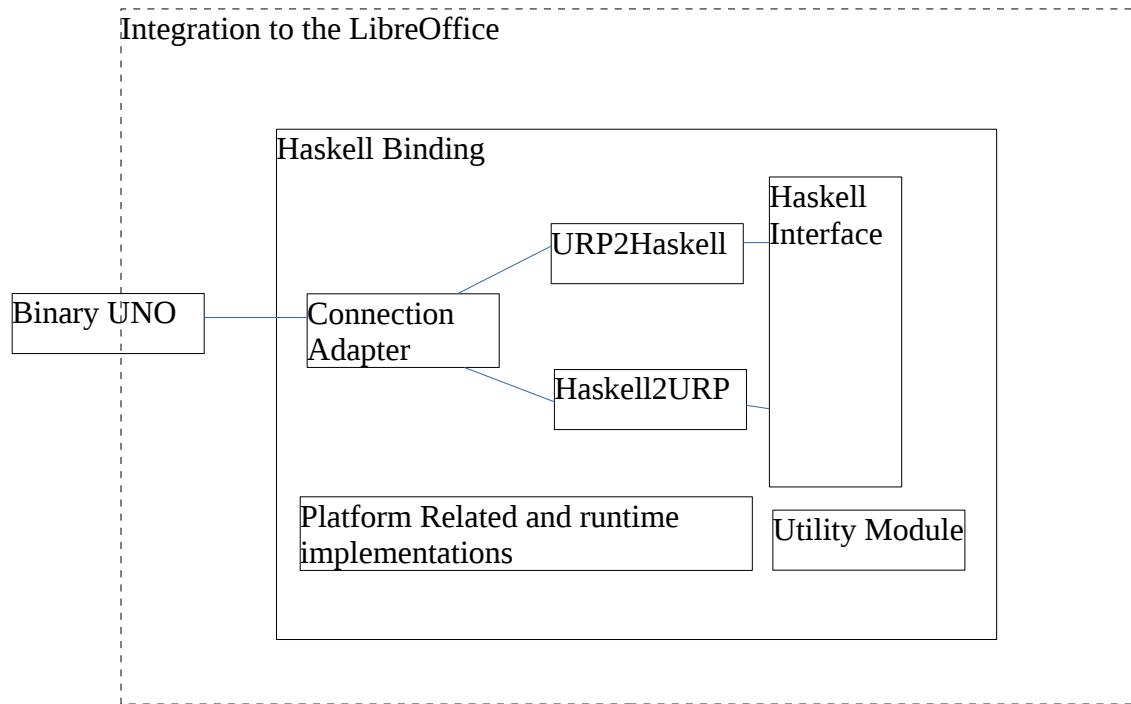 Integration to the LibreOffice
Haskell Binding
Haskell
Interface
URP2Haskell
Binary UNO
Connection
Adapter
Haskell2URP
Platform Related and runtime
implementations
Utility Module